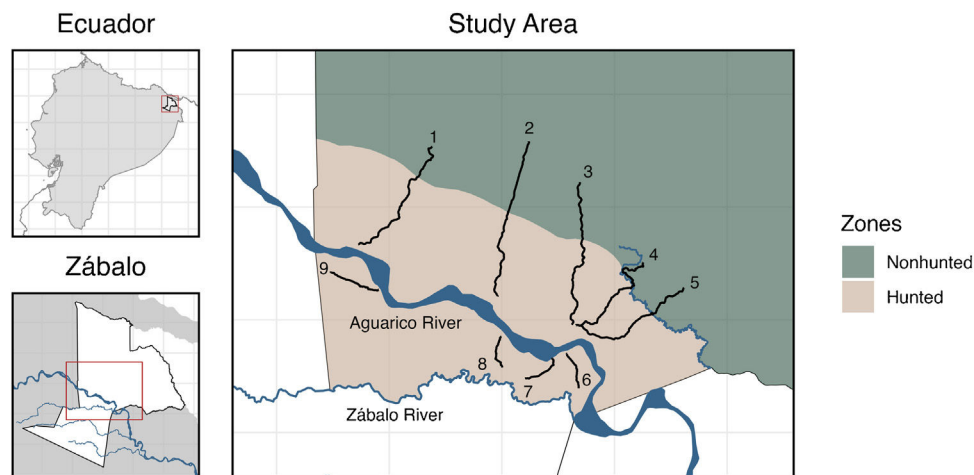 Ecuador
Study Area
1
2
3
4
5
9
Aguarico River
8
7
6
Zábalo River
Zábalo
Zones
Nonhunted
Hunted